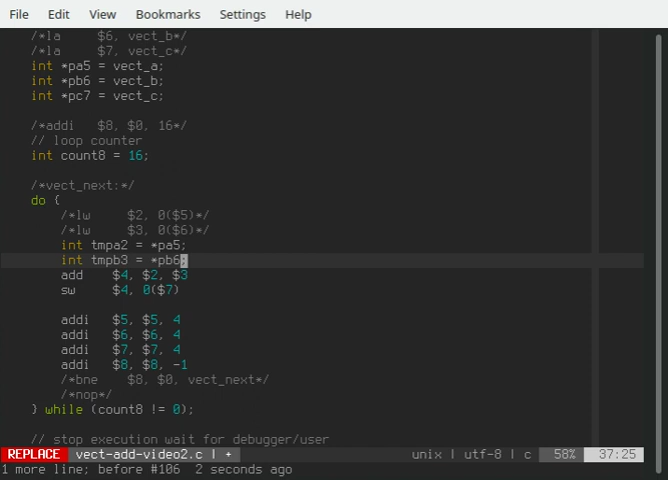 File Edit View Bookmarks Settings Help
/*la $6, vect_b*/
/*la $7, vect_c*/
int *pa5 = vect_a;
int *pb6 = vect_b;
int *pc7 = vect_c;
/*addi $8, $0, 16*/
// loop counter
int count8 = 16;
/*vect_next:*/
do {
/*lw $2, 0($5)*/
/*lw $3, 0($6)*/
int tmpa2 = *pa5;
int tmpb3 = *pb6;
add $4, $2, $3
sw $4, 0($7)
addi $5, $5, 4
addi $6, $6, 4
addi $7, $7, 4
addi $8, $8, -1
/*bne $8, $0, vect_next*/
/*nop*/
} while (count8 != 0);
// stop execution wait for debugger/user
REPLACE vect-add-video2.c | + unix | utf-8 | c 58% 37:25
1 more line; before #106 2 seconds ago